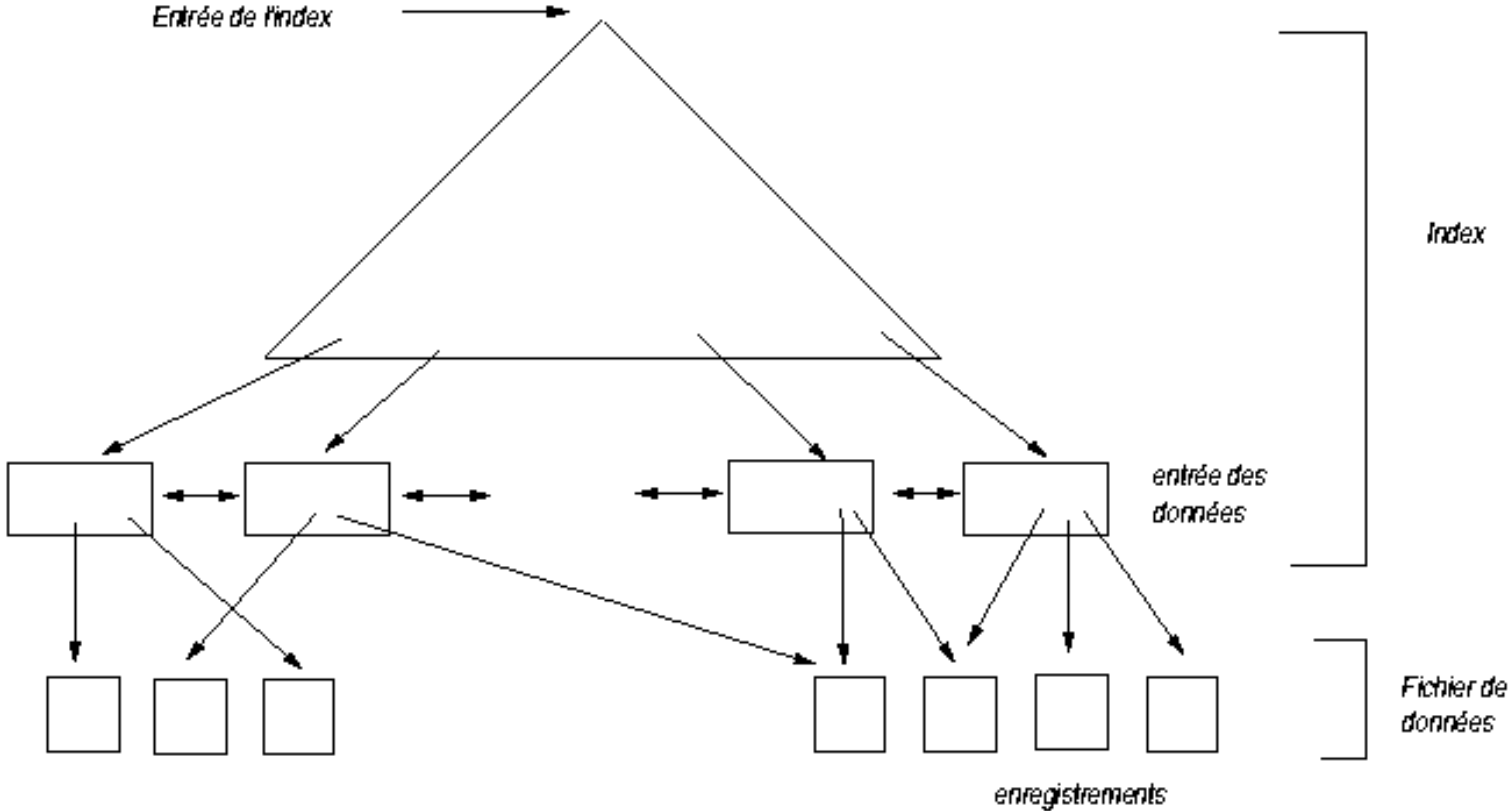 Entrée de l'index
Index
entrée des
données
Fichier de
données
enregistrements